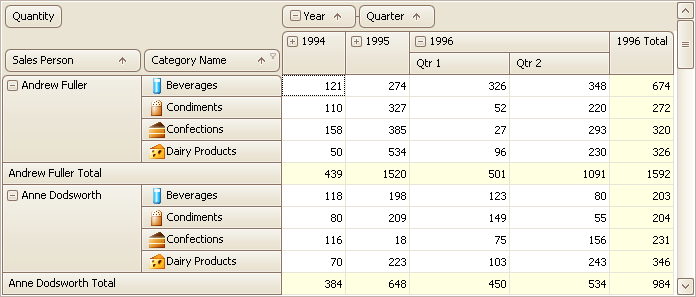 Quantity Year Quarter
Sales Person Category Name 1994 1995 1996 1996 Total
Qtr 1 Qtr 2
Andrew Fuller Beverages 121 274 326 348 674
Condiments 110 327 52 220 272
Confections 158 385 27 293 320
Dairy Products 50 534 96 230 326
Andrew Fuller Total 439 1520 501 1091 1592
Anne Dodsworth Beverages 118 198 123 80 203
Condiments 80 209 149 55 204
Confections 116 18 75 156 231
Dairy Products 70 223 103 243 346
Anne Dodsworth Total 384 648 450 534 984